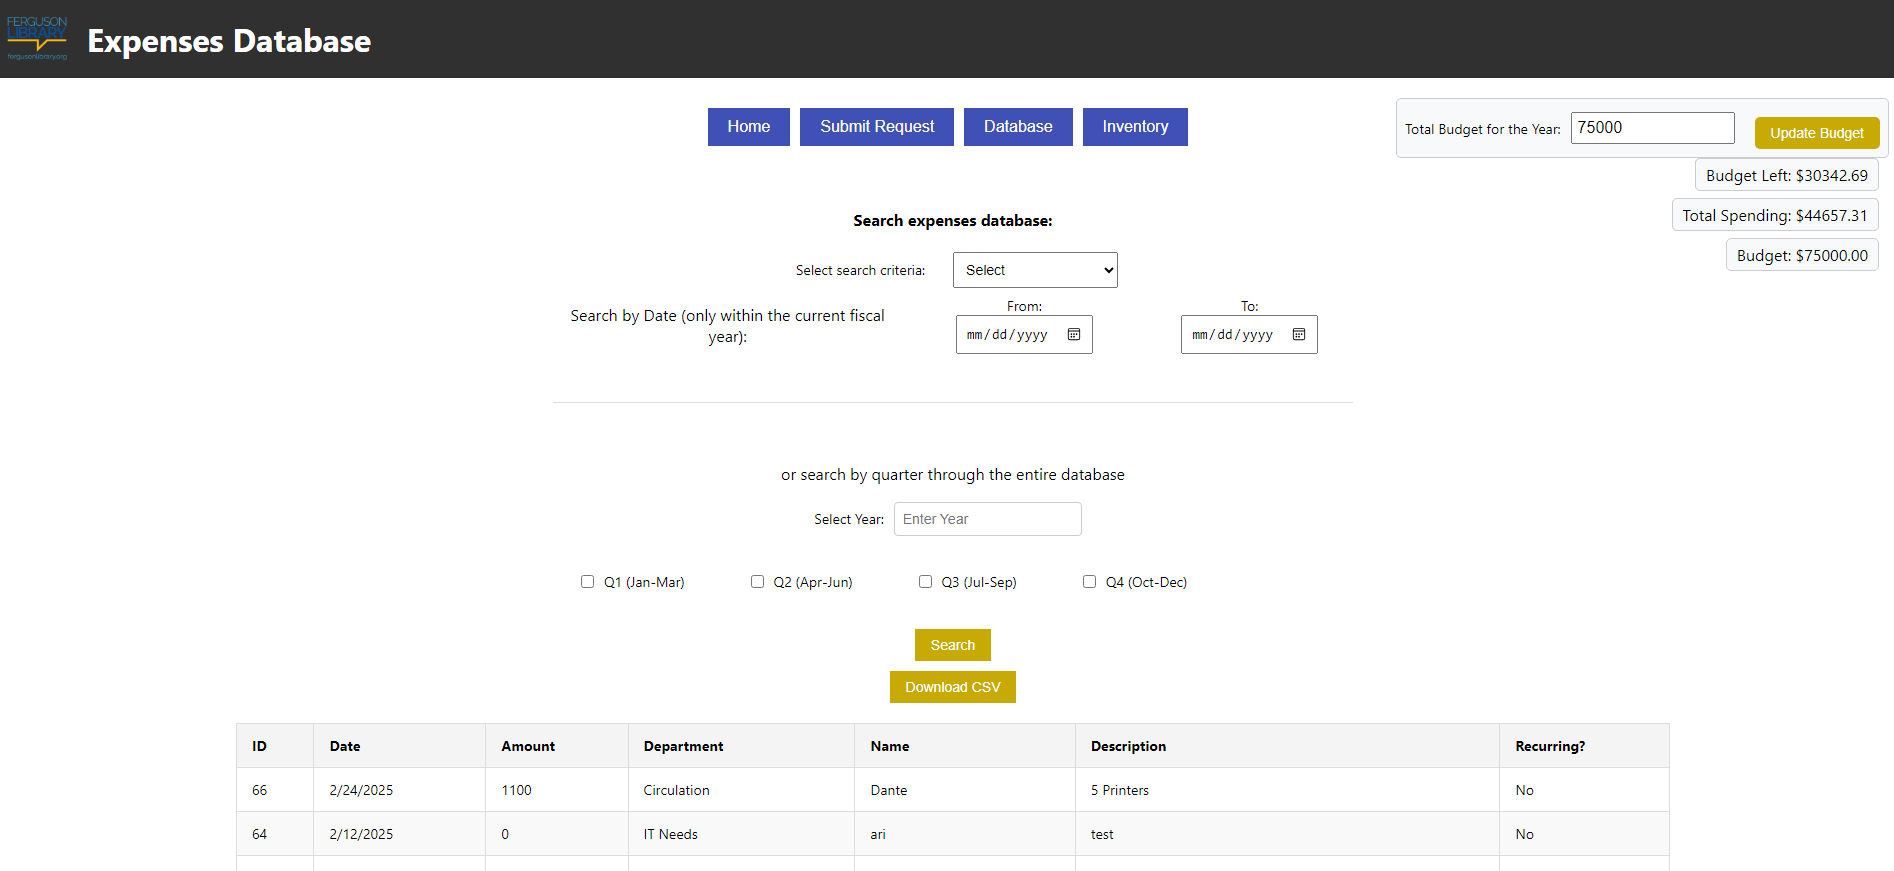 FERGUSON
LIBRARY
fergusonlibrary.org
Expenses Database
Home Submit Request Database Inventory
Total Budget for the Year: 75000 Update Budget
Budget Left: $30342.69
Total Spending: $44657.31
Budget: $75000.00
Search expenses database:
Select search criteria: Select
Search by Date (only within the current fiscal
year):
From: To:
mm/dd/yyyy mm/dd/yyyy
or search by quarter through the entire database
Select Year: Enter Year
Q1 (Jan-Mar) Q2 (Apr-Jun) Q3 (Jul-Sep) Q4 (Oct-Dec)
Search
Download CSV
ID Date Amount Department Name Description Recurring?
66 2/24/2025 1100 Circulation Dante 5 Printers No
64 2/12/2025 0 IT Needs ari test No